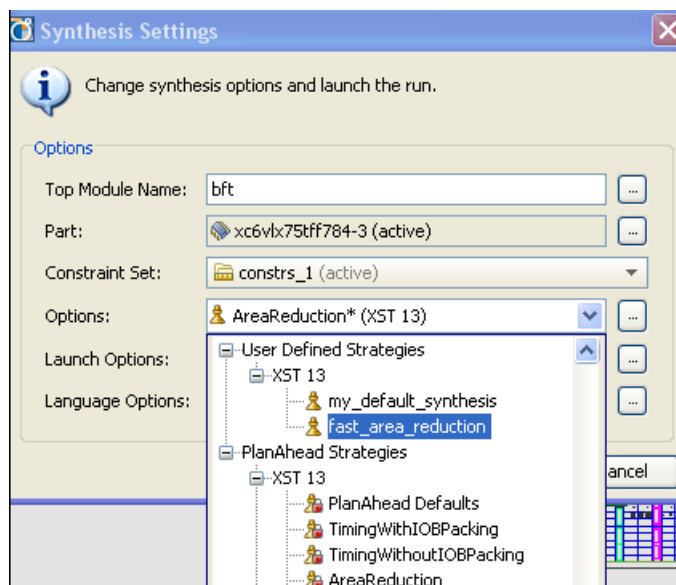 Synthesis Settings
Change synthesis options and launch the run.
Options
Top Module Name: bft ...
Part: xc6vlx75tff784-3 (active) ...
Constraint Set: constrs_1 (active)
Options: AreaReduction* (XST 13) ...
User Defined Strategies
Launch Options: XST 13 ...
my_default_synthesis
Language Options: fast_area_reduction ...
PlanAhead Strategies
XST 13 ancel
PlanAhead Defaults
TimingWithIOBPacking
TimingWithoutIOBPacking
AreaReduction